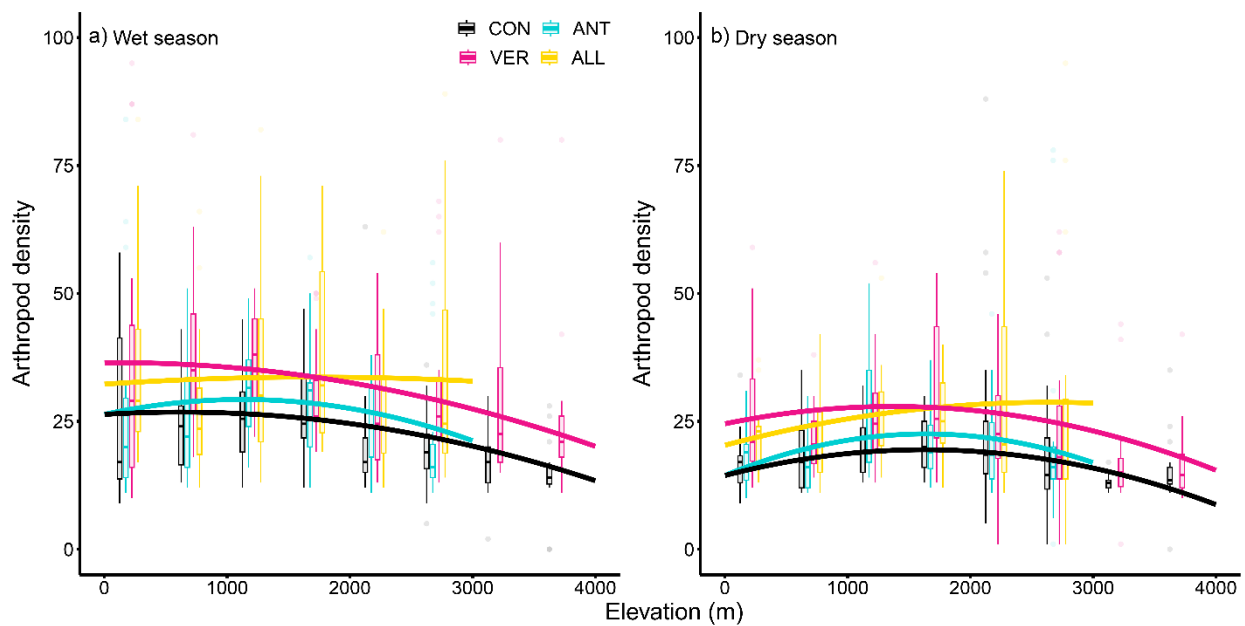 a) Wet season
CON
ANT
VER
ALL
b) Dry season
Arthropod density
100
75
50
25
0
0
1000
2000
3000
4000
Arthropod density
100
75
50
25
0
0
1000
2000
3000
4000
Elevation (m)